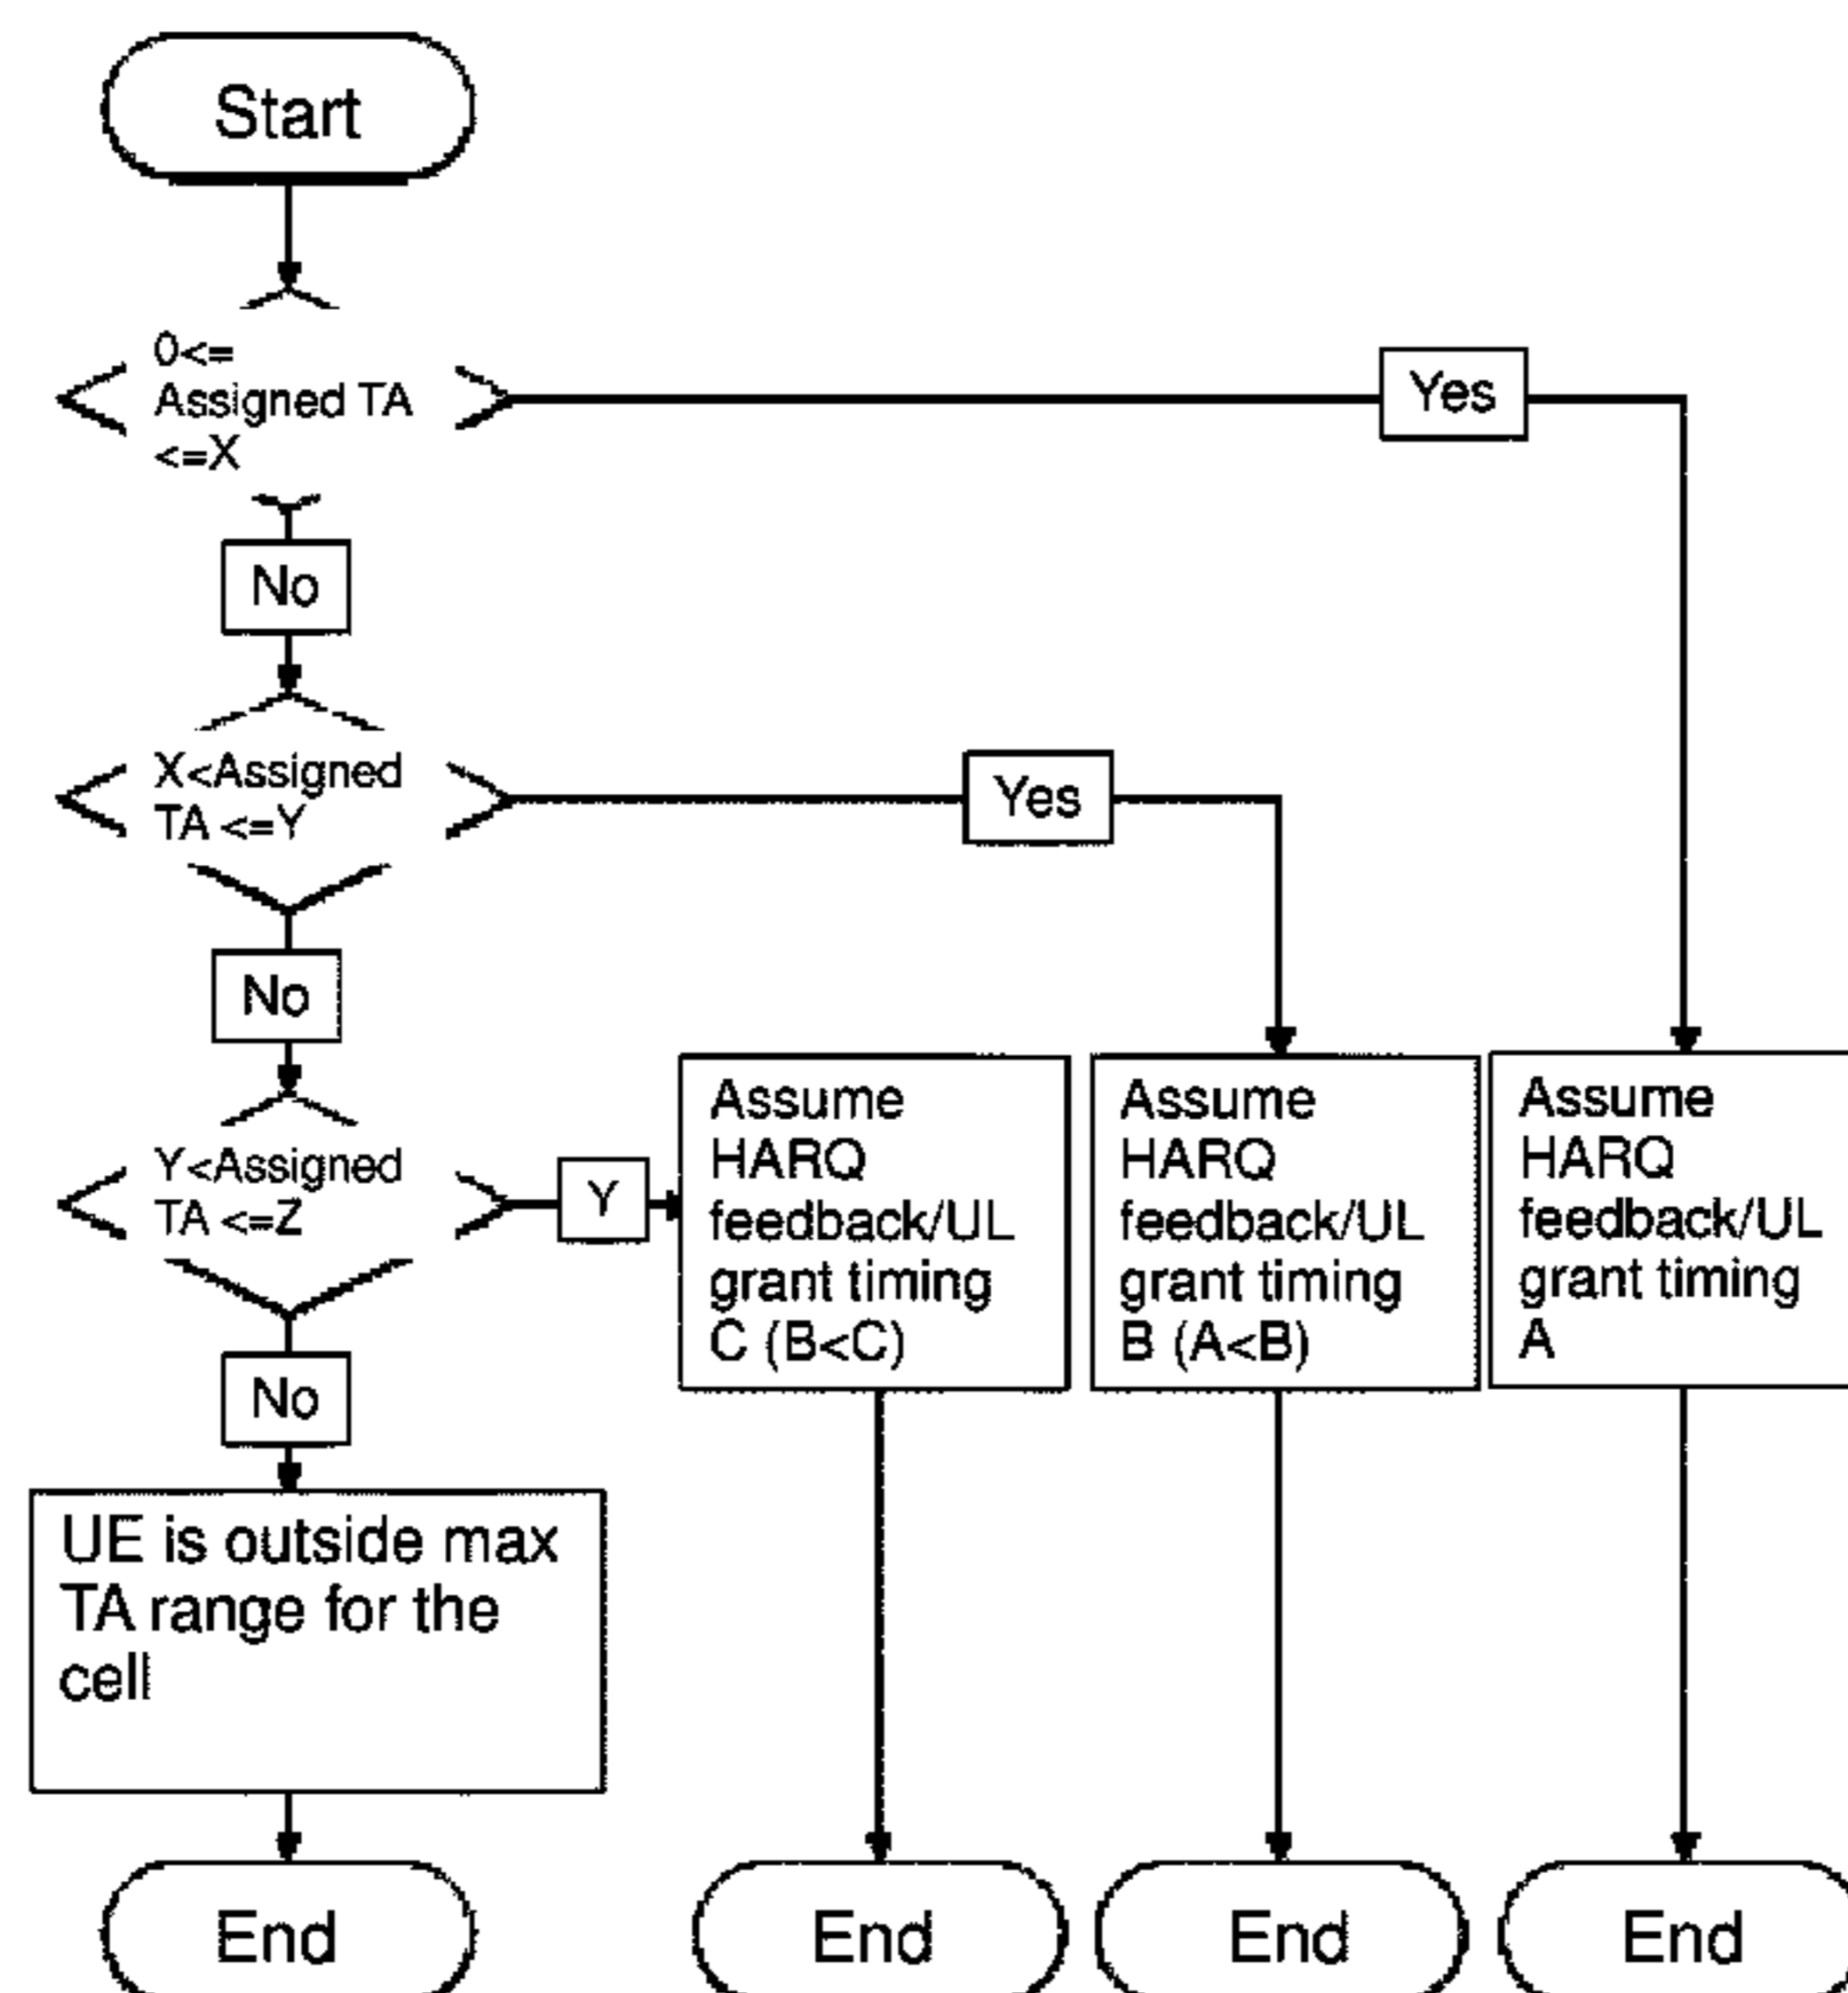 Start
0<=
Assigned TA
<=X
Yes
No
X<Assigned
TA <=Y
Yes
No
Y<Assigned
TA <=Z
Y
Assume
HARQ
feedback/UL
grant timing
C (B<C)
Assume
HARQ
feedback/UL
grant timing
B (A<B)
Assume
HARQ
feedback/UL
grant timing
A
No
UE is outside max
TA range for the
cell
End
End
End
End